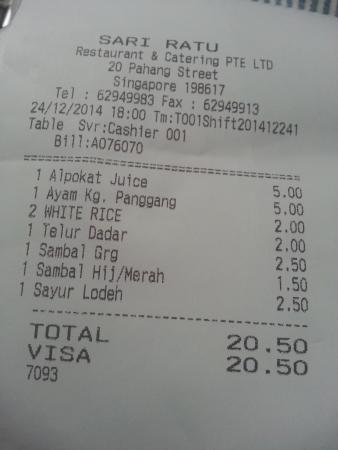 SARI RATU
Restaurant & Catering PTE LTD
20 Pahang Street
Singapore 198617
Tel : 62949983 Fax : 62949913
24/12/2014 18:00 Tm:T001Shift201412241
Table Svr:Cashier 001
Bill:A076070
1 Alpokat Juice 5.00
1 Ayam Kg. Panggang 5.00
2 WHITE RICE 2.00
1 Telur Dadar 2.00
1 Sambal Grg 2.50
1 Sambal Hij/Merah 1.50
1 Sayur Lodeh 2.50
TOTAL 20.50
VISA 20.50
7093